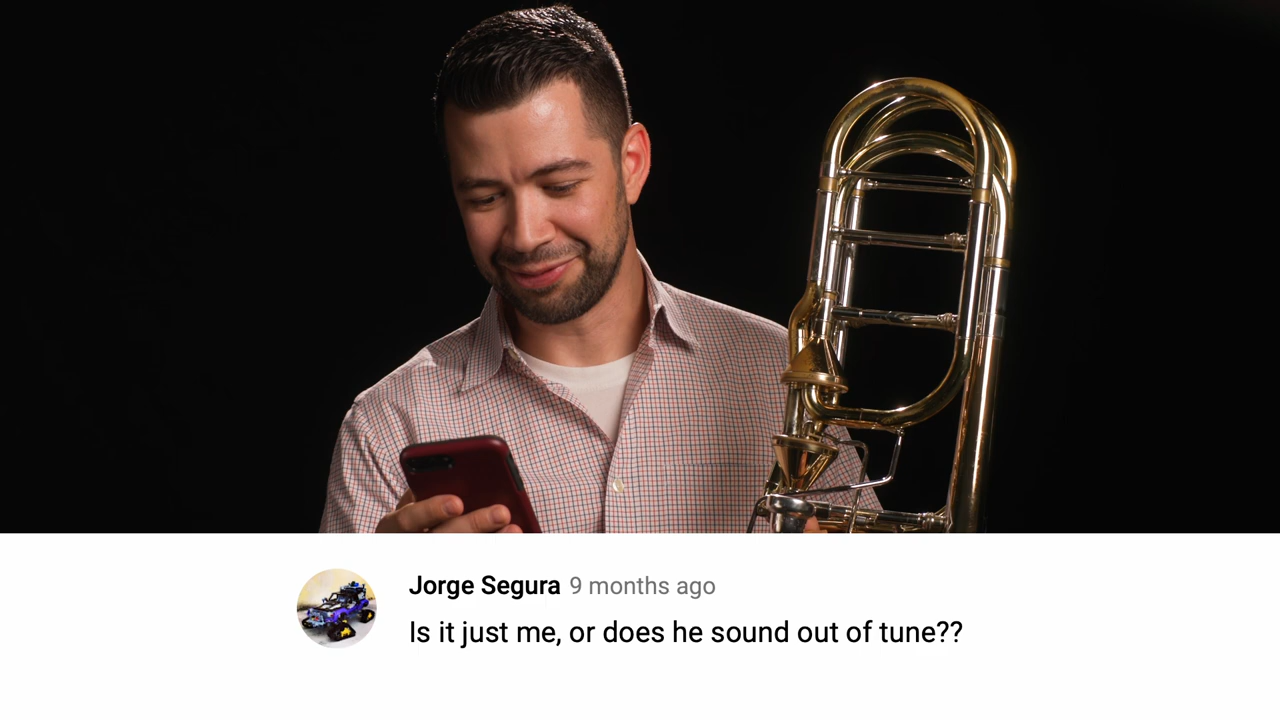 Jorge Segura 9 months ago
Is it just me, or does he sound out of tune??